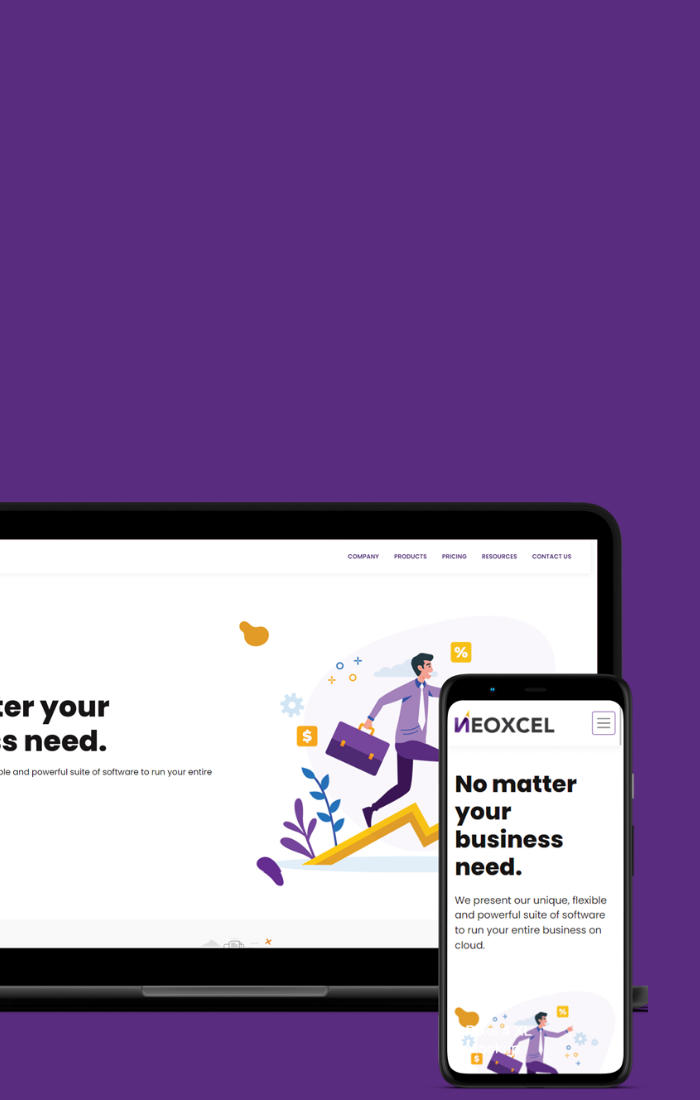 COMPANY PRODUCTS PRICING RESOURCES CONTACT US
ter your
s need.
ble and powerful suite of software to run your entire
%
$
NEOXCEL
No matter
your
business
need.
We present our unique, flexible
and powerful suite of software
to run your entire business on
cloud.
%
$